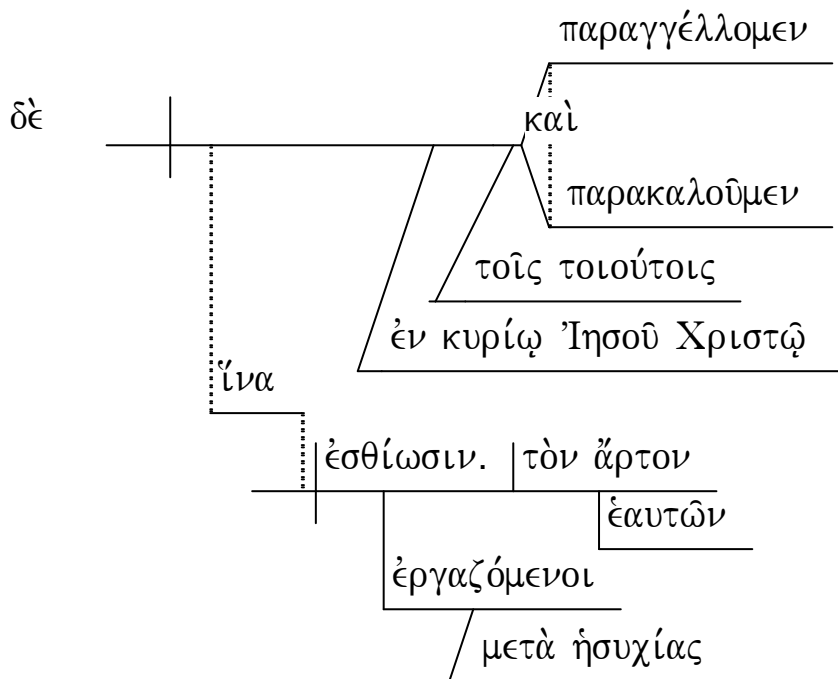 παραγγέλλομεν
δὲ
καὶ
παρακαλοῦμεν
τοῖς τοιούτοις
ἐν κυρίῳ Ἰησοῦ Χριστῷ
ἵνα
ἐσθίωσιν. τὸν ἄρτον
ἑαυτῶν
ἐργαζόμενοι
μετὰ ἡσυχίας